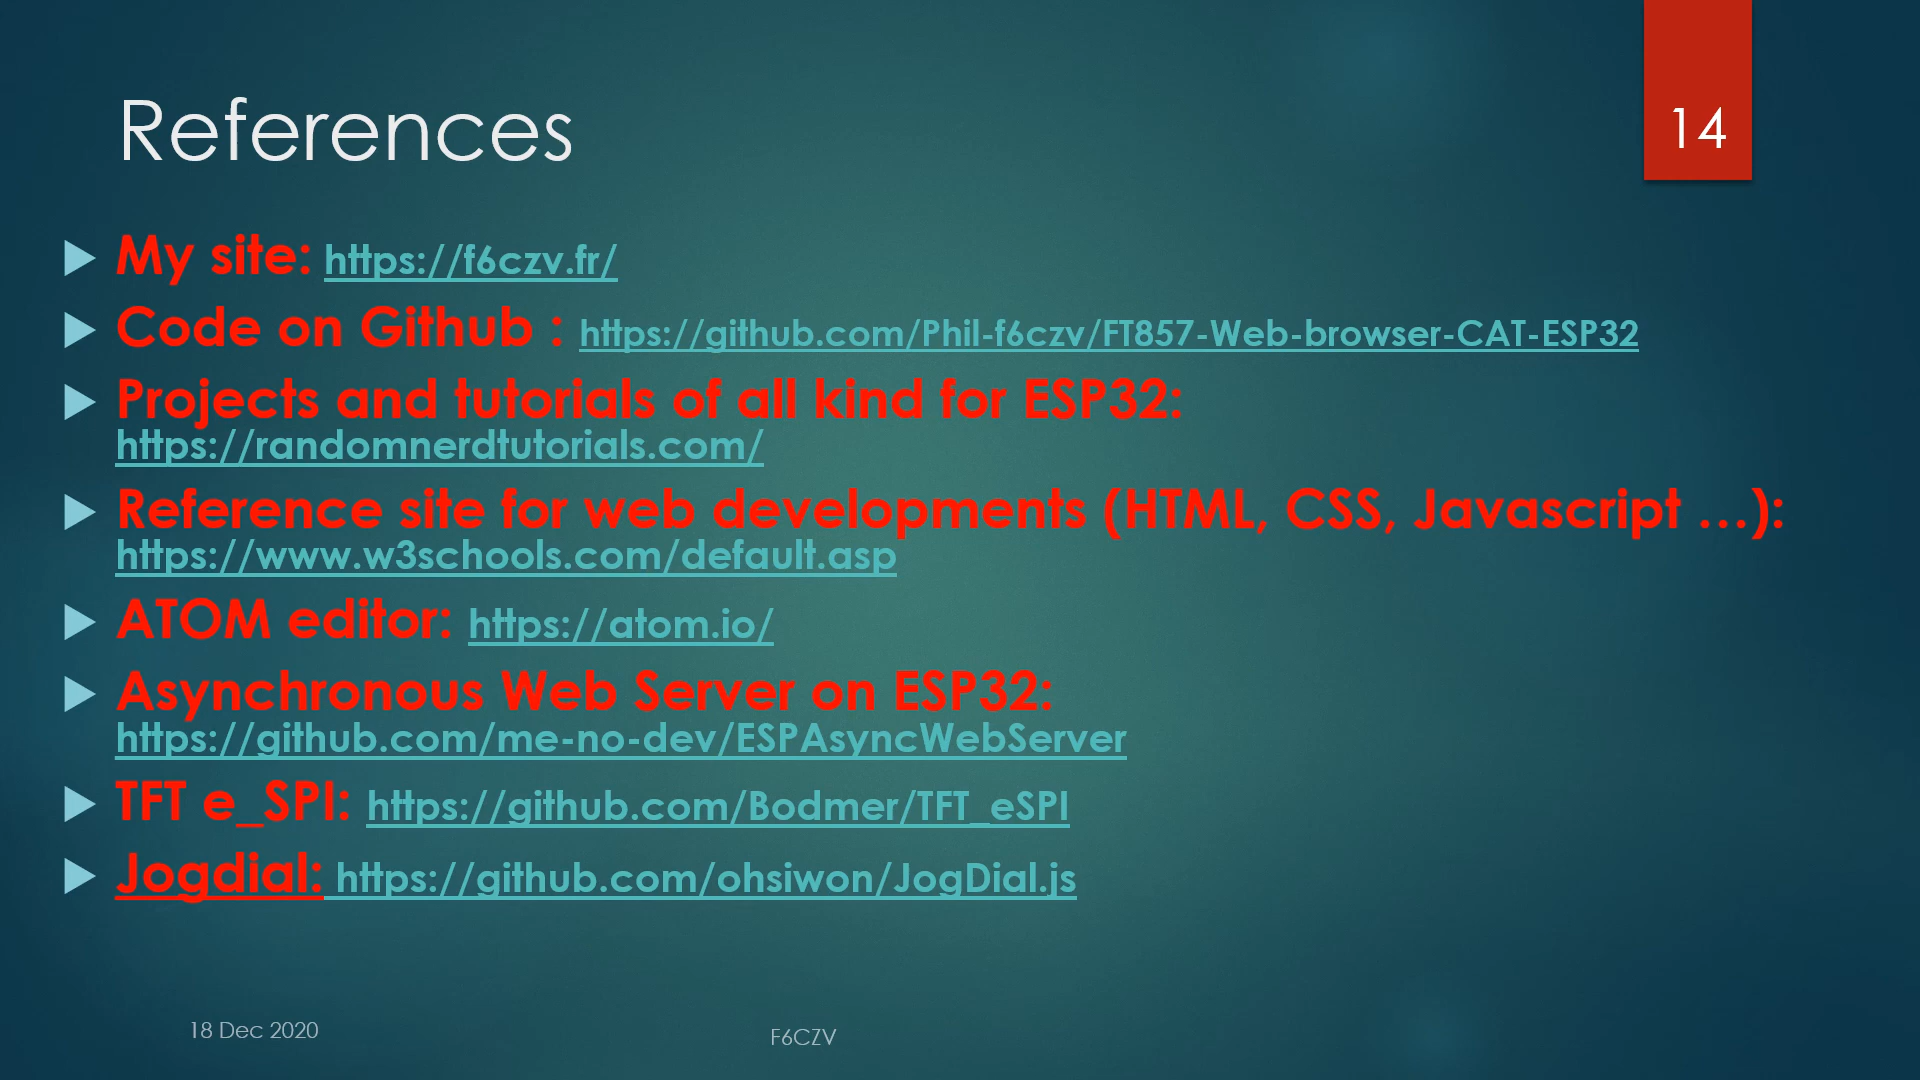 References
14
My site: https://f6czv.fr/
Code on Github : https://github.com/Phil-f6czv/FT857-Web-browser-CAT-ESP32
Projects and tutorials of all kind for ESP32:
https://randomnerdtutorials.com/
Reference site for web developments (HTML, CSS, Javascript …):
https://www.w3schools.com/default.asp
ATOM editor: https://atom.io/
Asynchronous Web Server on ESP32:
https://github.com/me-no-dev/ESPAsyncWebServer
TFT e_SPI: https://github.com/Bodmer/TFT_eSPI
Jogdial: https://github.com/ohsiwon/JogDial.js
18 Dec 2020
F6CZV